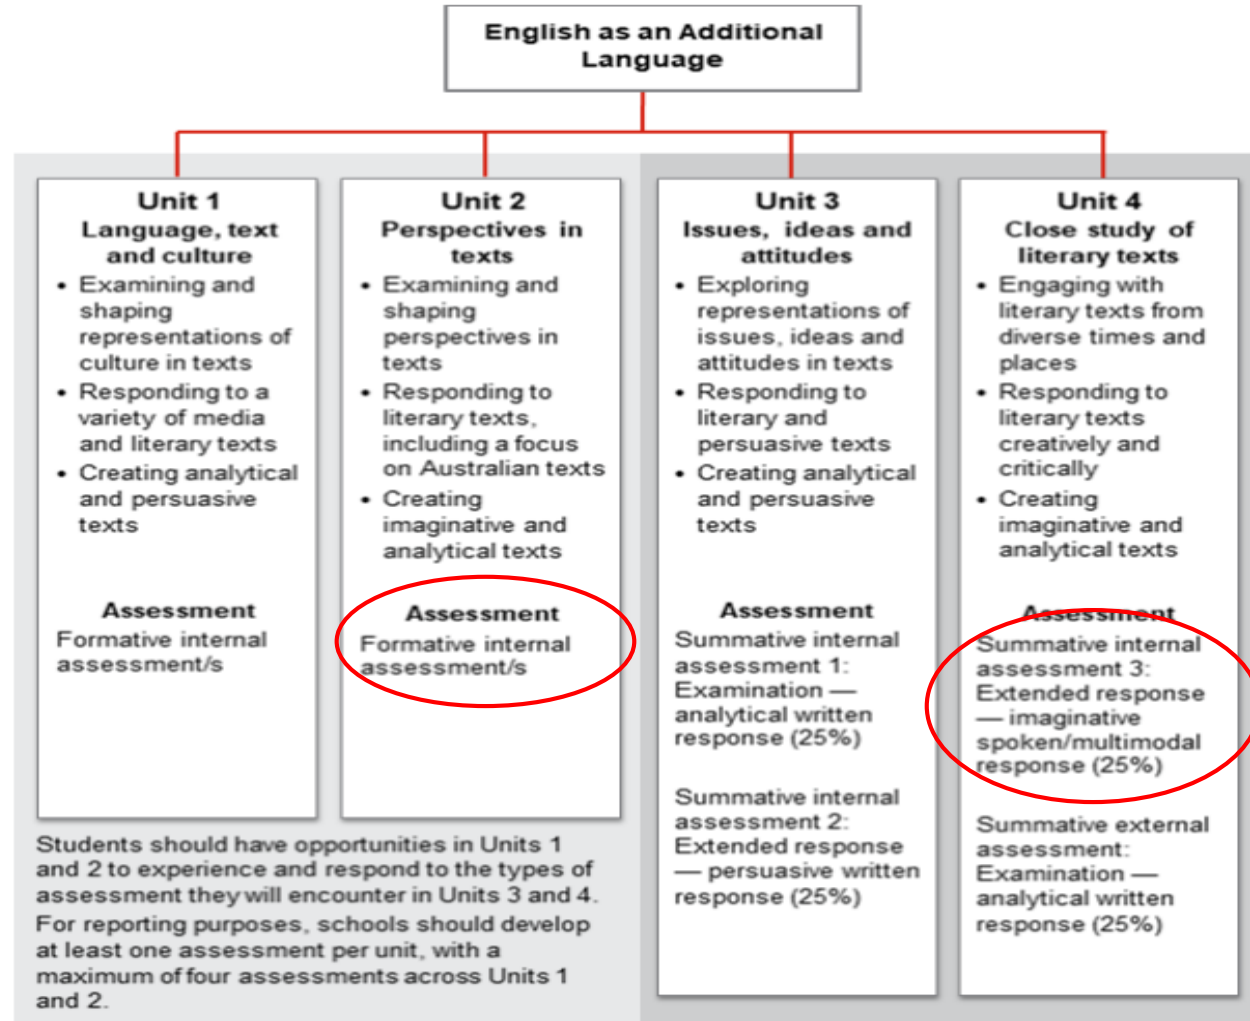 English as an Additional
Language
Unit 1
Language, text
and culture
• Examining and
shaping
representations of
culture in texts
• Responding to a
variety of media
and literary texts
• Creating analytical
and persuasive
texts
Assessment
Formative internal
assessment/s
Unit 2
Perspectives in
texts
• Examining and
shaping
perspectives in
texts
• Responding to
literary texts,
including a focus
on Australian texts
• Creating
imaginative and
analytical texts
Assessment
Formative internal
assessment/s
Students should have opportunities in Units 1
and 2 to experience and respond to the types of
assessment they will encounter in Units 3 and 4.
For reporting purposes, schools should develop
at least one assessment per unit, with a
maximum of four assessments across Units 1
and 2.
Unit 3
Issues, ideas and
attitudes
• Exploring
representations of
issues, ideas and
attitudes in texts
• Responding to
literary and
persuasive texts
• Creating analytical
and persuasive
texts
Assessment
Summative internal
assessment 1:
Examination —
analytical written
response (25%)
Summative internal
assessment 2:
Extended response
— persuasive written
response (25%)
Unit 4
Close study of
literary texts
• Engaging with
literary texts from
diverse times and
places
• Responding to
literary texts
creatively and
critically
• Creating
imaginative and
analytical texts
Assessment
Summative internal
assessment 3:
Extended response
— imaginative
spoken/multimodal
response (25%)
Summative external
assessment:
Examination —
analytical written
response (25%)